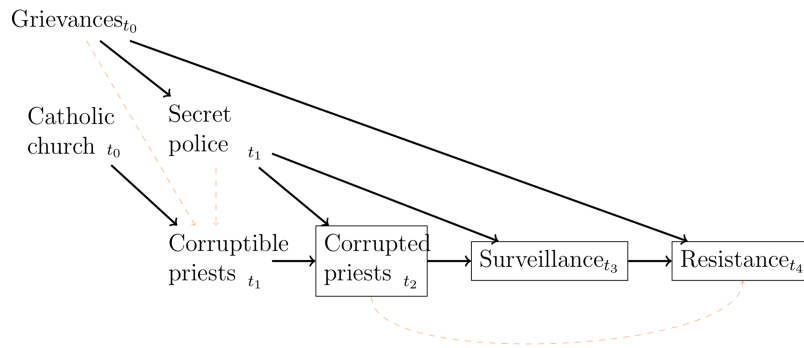 Grievances t0
Catholic
church t0
Secret
police t1
Corruptible
priests t1
Corrupted
priests t2
Surveillance t3
Resistance t4